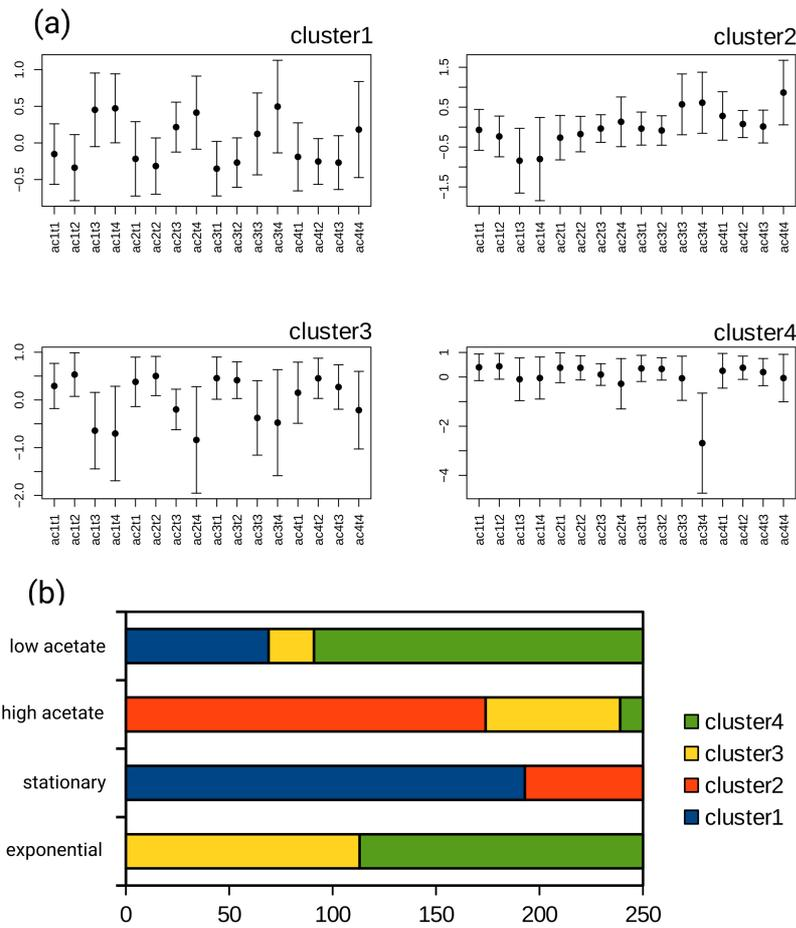 (a)
cluster1
1.0
0.5
0.0
−0.5
ac1t1 ac1t2 ac1t3 ac1t4 ac2t1 ac2t2 ac2t3 ac2t4 ac3t1 ac3t2 ac3t3 ac3t4 ac4t1 ac4t2 ac4t3 ac4t4
cluster2
1.5
0.5
−0.5
−1.5
ac1t1 ac1t2 ac1t3 ac1t4 ac2t1 ac2t2 ac2t3 ac2t4 ac3t1 ac3t2 ac3t3 ac3t4 ac4t1 ac4t2 ac4t3 ac4t4
cluster3
1.0
0.0
−1.0
−2.0
ac1t1 ac1t2 ac1t3 ac1t4 ac2t1 ac2t2 ac2t3 ac2t4 ac3t1 ac3t2 ac3t3 ac3t4 ac4t1 ac4t2 ac4t3 ac4t4
cluster4
1
0
−2
−4
ac1t1 ac1t2 ac1t3 ac1t4 ac2t1 ac2t2 ac2t3 ac2t4 ac3t1 ac3t2 ac3t3 ac3t4 ac4t1 ac4t2 ac4t3 ac4t4
(b)
low acetate
high acetate
stationary
exponential
0 50 100 150 200 250
cluster4
cluster3
cluster2
cluster1